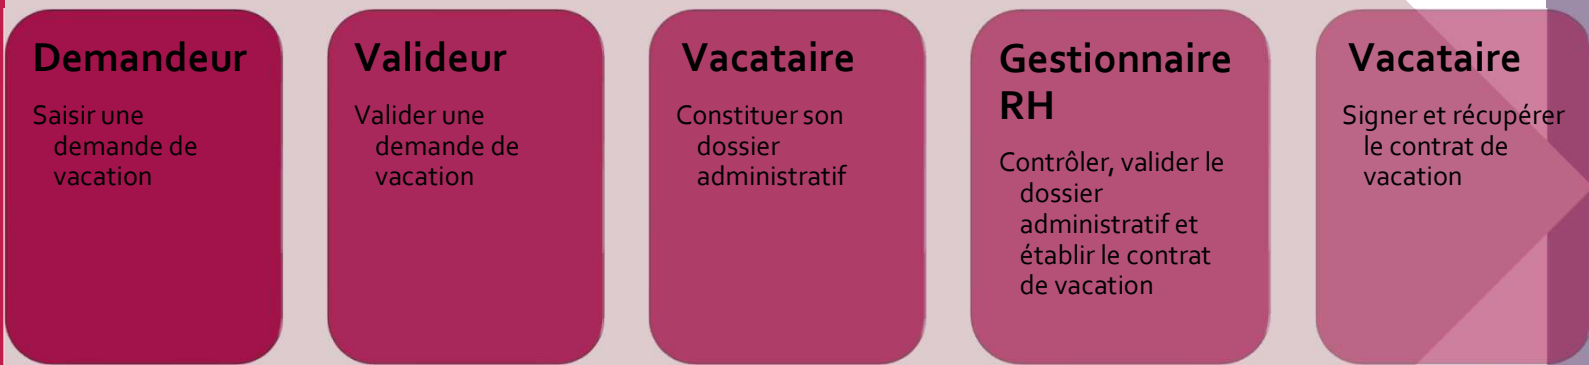 Demandeur
Saisir une
demande de
vacation
Valideur
Valider une
demande de
vacation
Vacataire
Constituer son
dossier
administratif
Gestionnaire
RH
Contrôler, valider le
dossier
administratif et
établir le contrat
de vacation
Vacataire
Signer et récupérer
le contrat de
vacation